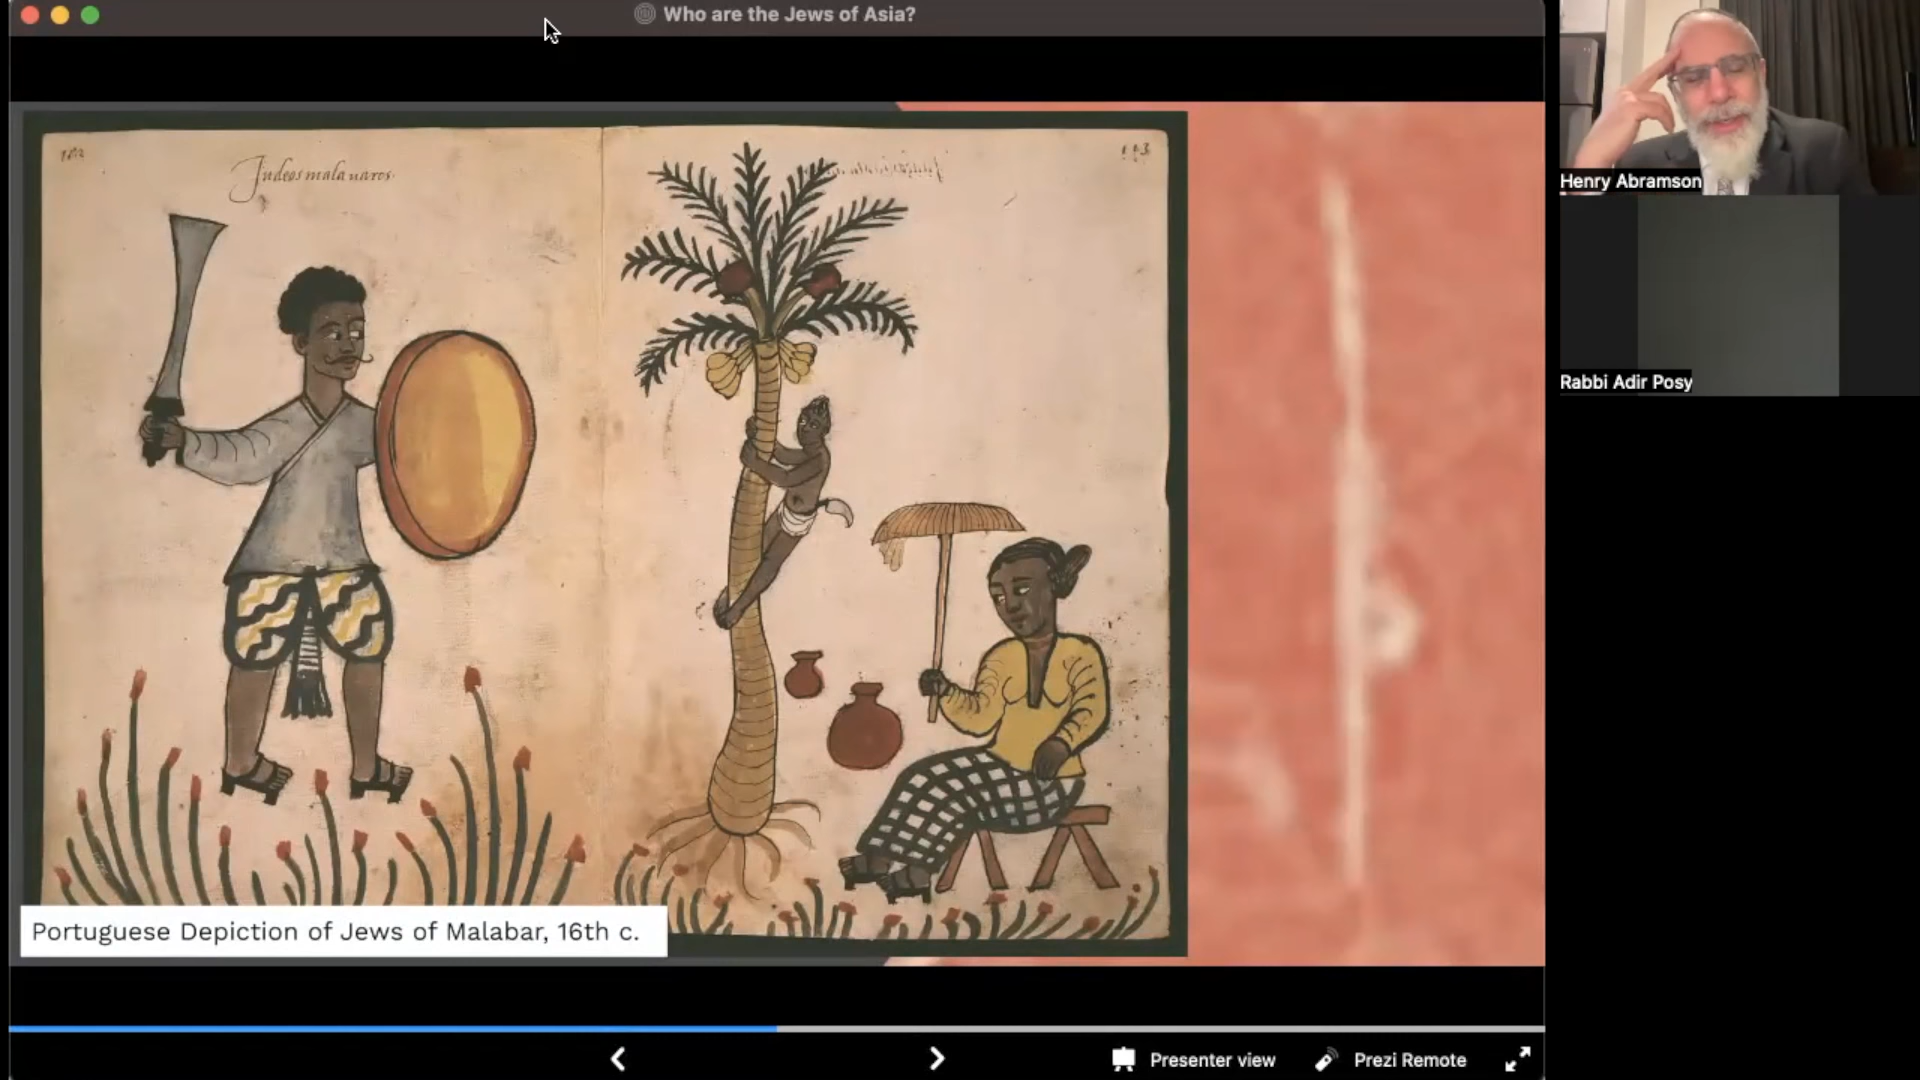 Who are the Jews of Asia?
Judeos malauaros.
Portuguese Depiction of Jews of Malabar, 16th c.
Presenter view
Prezi Remote
Henry Abramson
Rabbi Adir Posy